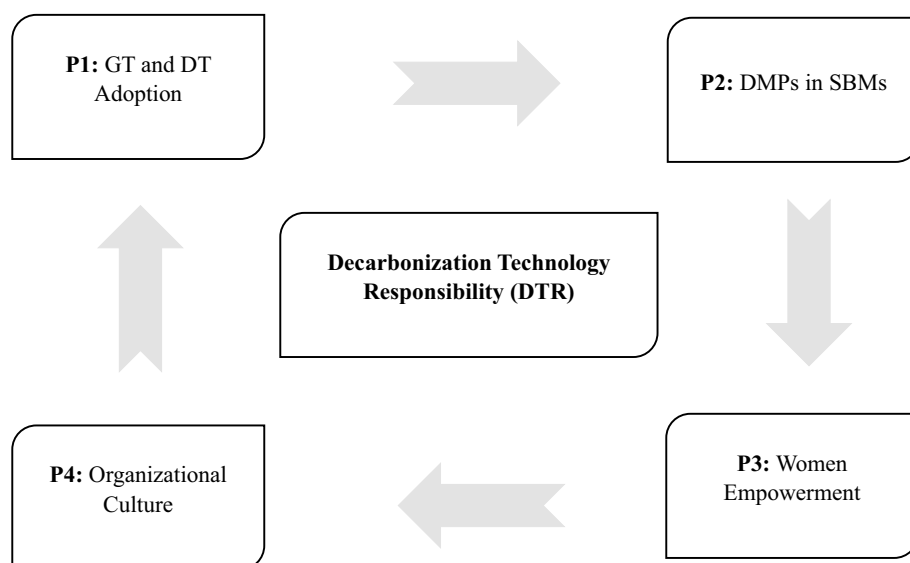 P1: GT and DT
Adoption
P2: DMPs in SBMs
Decarbonization Technology
Responsibility (DTR)
P4: Organizational
Culture
P3: Women
Empowerment